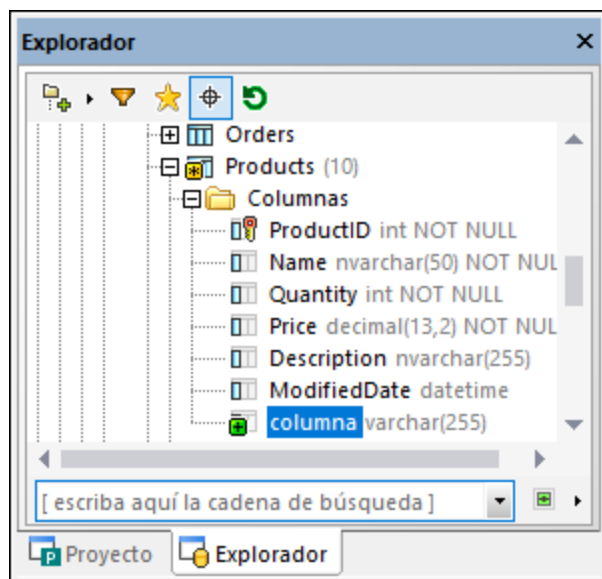 Explorador
Orders
Products (10)
Columnas
ProductID int NOT NULL
Name nvarchar(50) NOT NUL
Quantity int NOT NULL
Price decimal(13,2) NOT NUL
Description nvarchar(255)
ModifiedDate datetime
columna varchar(255)
[ escriba aquí la cadena de búsqueda ]
Proyecto Explorador